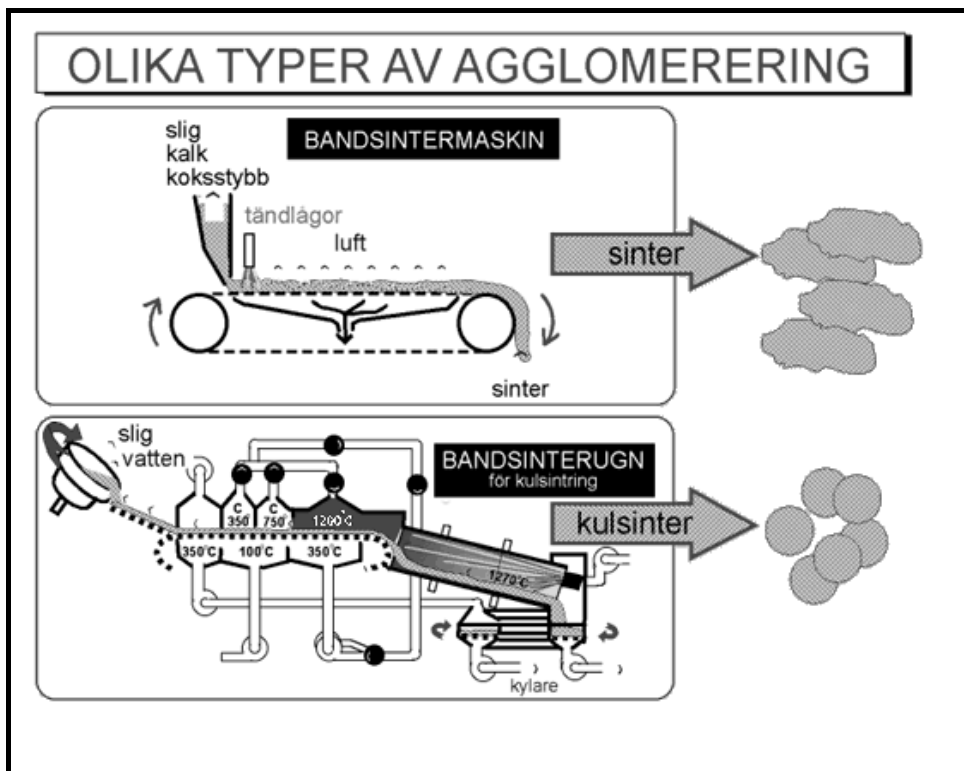 OLIKA TYPER AV AGGLOMERERING
slig
kalk
koksstybb
BANDSINTERMASKIN
tändlågor
luft
sinter
sinter
slig
vatten
BANDSINTERUGN
för kulsintring
C
350°
C
750°
1200°C
350°C
100°C
350°C
1270°C
kylare
kulsinter